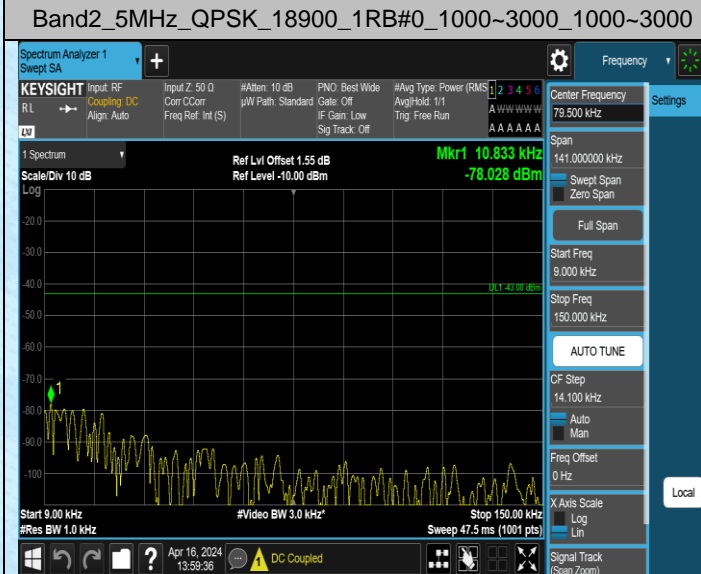 Band2_5MHz_QPSK_18900_1RB#0_1000~3000_1000~3000
Spectrum Analyzer 1
Swept SA
+
Frequency
KEYSIGHT
RL
LXI
Input: RF
Coupling: DC
Align: Auto
Input Z: 50 Ω
Corr CCorr
Freq Ref: Int (S)
#Atten: 10 dB
µW Path: Standard
PNO: Best Wide
Gate: Off
IF Gain: Low
Sig Track: Off
#Avg Type: Power (RMS
Avg|Hold: 1/1
Trig: Free Run
1 2 3 4 5 6
A W W W W W
A A A A A A
1 Spectrum
Scale/Div 10 dB
Log
Ref Lvl Offset 1.55 dB
Ref Level -10.00 dBm
Mkr1 10.833 kHz
-78.028 dBm
-20.0
-30.0
-40.0
DL1 -43.00 dBm
-50.0
-60.0
-70.0
1
-80.0
-90.0
-100
Start 9.00 kHz
#Res BW 1.0 kHz
#Video BW 3.0 kHz*
Stop 150.00 kHz
Sweep 47.5 ms (1001 pts)
Center Frequency
79.500 kHz
Settings
Span
141.000000 kHz
Swept Span
Zero Span
Full Span
Start Freq
9.000 kHz
Stop Freq
150.000 kHz
AUTO TUNE
CF Step
14.100 kHz
Auto
Man
Freq Offset
0 Hz
Local
X Axis Scale
Log
Lin
Signal Track
(Span Zoom)
?
Apr 16, 2024
13:59:36
1
DC Coupled